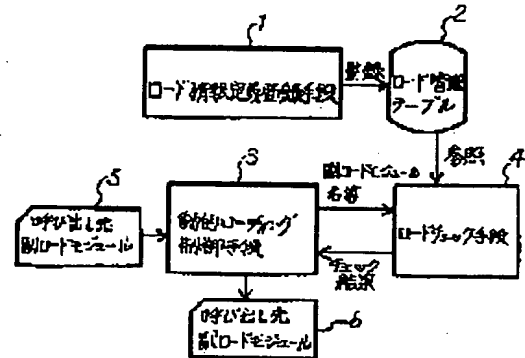 1
2
ロード情報定義登録手段
登録
ロード管理
テーブル
参照
5
3
副ロードモジュール
名渡
4
呼び出し元
副ロードモジュール
動的ローディング
制御手段
ロードチェック手段
チェック
結果
呼び出し先
副ロードモジュール
6